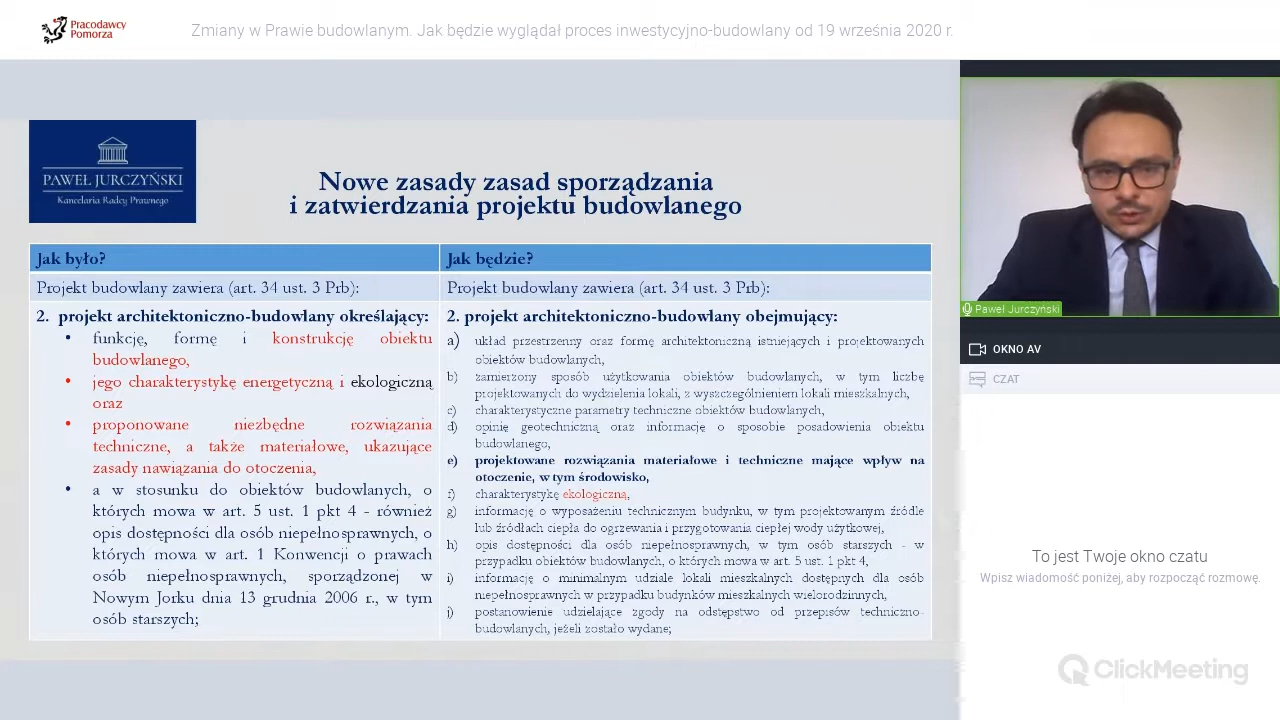 Pracodawcy
Pomorza
Zmiany w Prawie budowlanym. Jak będzie wyglądał proces inwestycyjno-budowlany od 19 września 2020 r.
PAWEŁ JURCZYŃSKI
Kancelaria Radcy Prawnego
Nowe zasady zasad sporządzania
i zatwierdzania projektu budowlanego
Jak było?
Projekt budowlany zawiera (art. 34 ust. 3 Prb):
2. projekt architektoniczno-budowlany określający:
• funkcję, formę i konstrukcję obiektu
budowlanego,
• jego charakterystykę energetyczną i ekologiczną
oraz
• proponowane niezbędne rozwiązania
techniczne, a także materiałowe, ukazujące
zasady nawiązania do otoczenia,
• a w stosunku do obiektów budowlanych, o
których mowa w art. 5 ust. 1 pkt 4 - również
opis dostępności dla osób niepełnosprawnych, o
których mowa w art. 1 Konwencji o prawach
osób niepełnosprawnych, sporządzonej w
Nowym Jorku dnia 13 grudnia 2006 r., w tym
osób starszych;
Jak będzie?
Projekt budowlany zawiera (art. 34 ust. 3 Prb):
2. projekt architektoniczno-budowlany obejmujący:
a) układ przestrzenny oraz formę architektoniczną istniejących i projektowanych
obiektów budowlanych,
b) zamierzony sposób użytkowania obiektów budowlanych, w tym liczbę
projektowanych do wydzielenia lokali, z wyszczególnieniem lokali mieszkalnych,
c) charakterystyczne parametry techniczne obiektów budowlanych,
d) opinię geotechniczną oraz informację o sposobie posadowienia obiektu
budowlanego,
e) projektowane rozwiązania materiałowe i techniczne mające wpływ na
otoczenie, w tym środowisko,
f) charakterystykę ekologiczną,
g) informację o wyposażeniu technicznym budynku, w tym projektowanym źródle
lub źródłach ciepła do ogrzewania i przygotowania ciepłej wody użytkowej,
h) opis dostępności dla osób niepełnosprawnych, w tym osób starszych - w
przypadku obiektów budowlanych, o których mowa w art. 5 ust. 1 pkt 4,
i) informację o minimalnym udziale lokali mieszkalnych dostępnych dla osób
niepełnosprawnych w przypadku budynków mieszkalnych wielorodzinnych,
j) postanowienie udzielające zgody na odstępstwo od przepisów techniczno-
budowlanych, jeżeli zostało wydane;
Paweł Jurczyński
OKNO AV
CZAT
To jest Twoje okno czatu
Wpisz wiadomość poniżej, aby rozpocząć rozmowę.
ClickMeeting